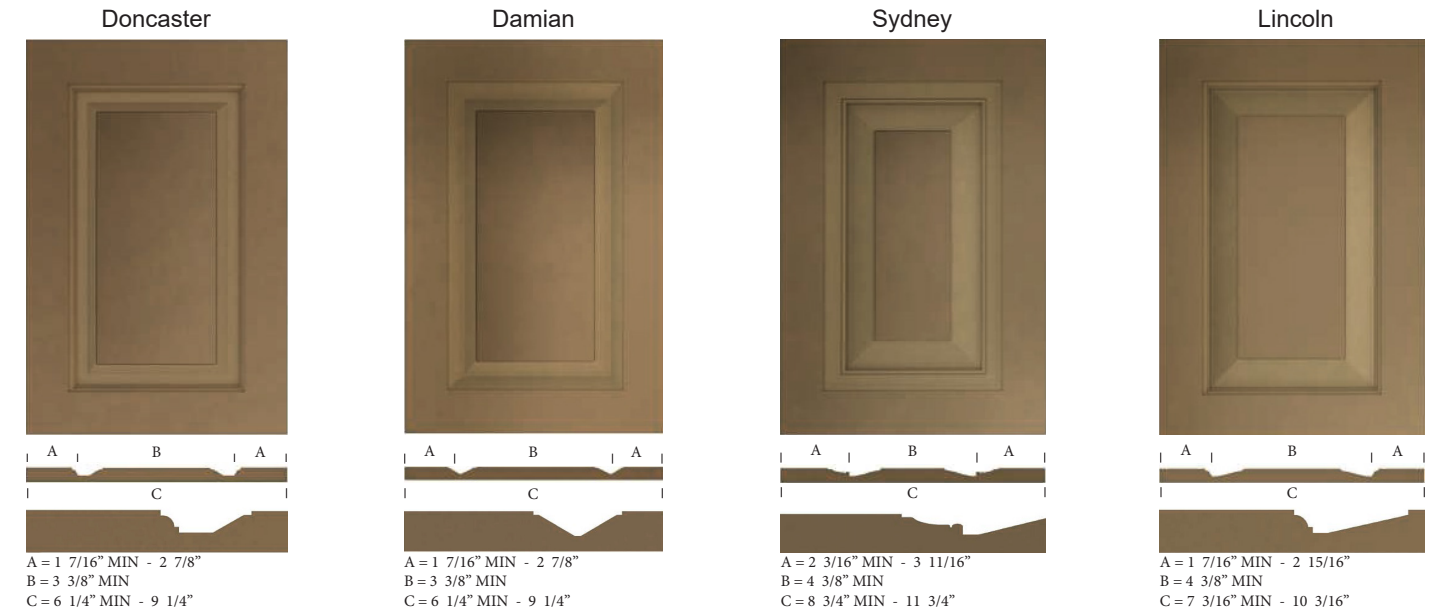 Doncaster
Damian
Sydney
Lincoln
A B A
C
A B A
C
A B A
C
A B A
C
A = 1 7/16” MIN - 2 7/8”
B = 3 3/8” MIN
C = 6 1/4” MIN - 9 1/4”
A = 1 7/16” MIN - 2 7/8”
B = 3 3/8” MIN
C = 6 1/4” MIN - 9 1/4”
A = 2 3/16” MIN - 3 11/16”
B = 4 3/8” MIN
C = 8 3/4” MIN - 11 3/4”
A = 1 7/16” MIN - 2 15/16”
B = 4 3/8” MIN
C = 7 3/16” MIN - 10 3/16”